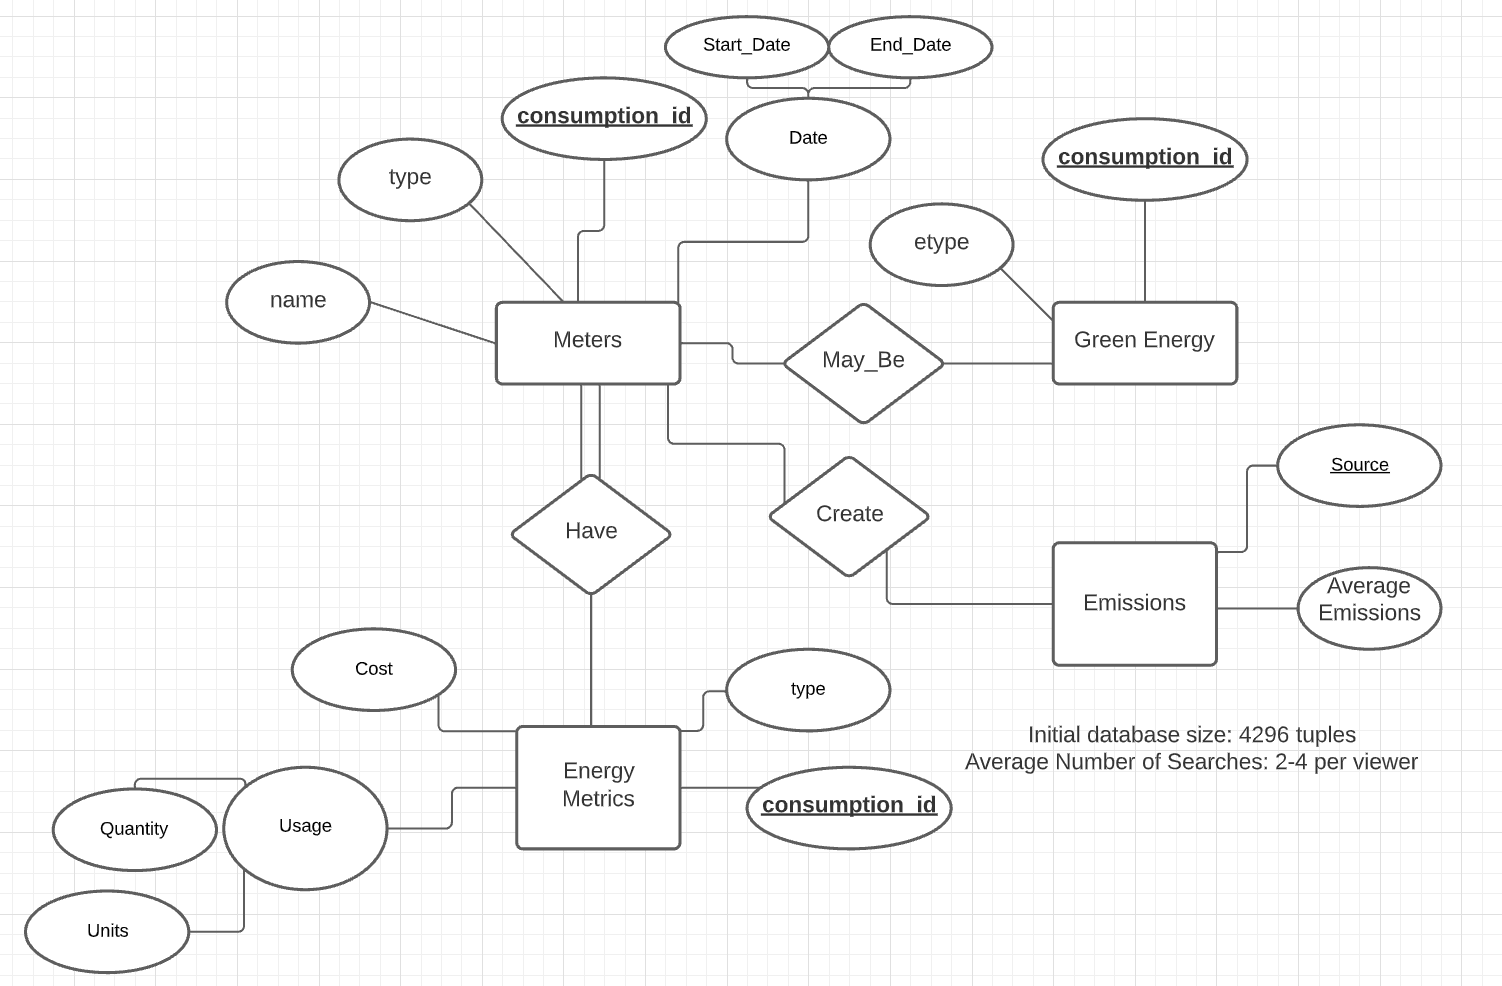 Start_Date
End_Date
consumption_id
Date
consumption_id
type
etype
name
Meters
May_Be
Green Energy
Source
Create
Have
Average
Emissions
Emissions
Cost
type
Initial database size: 4296 tuples
Average Number of Searches: 2-4 per viewer
Energy
Metrics
consumption_id
Quantity
Usage
Units